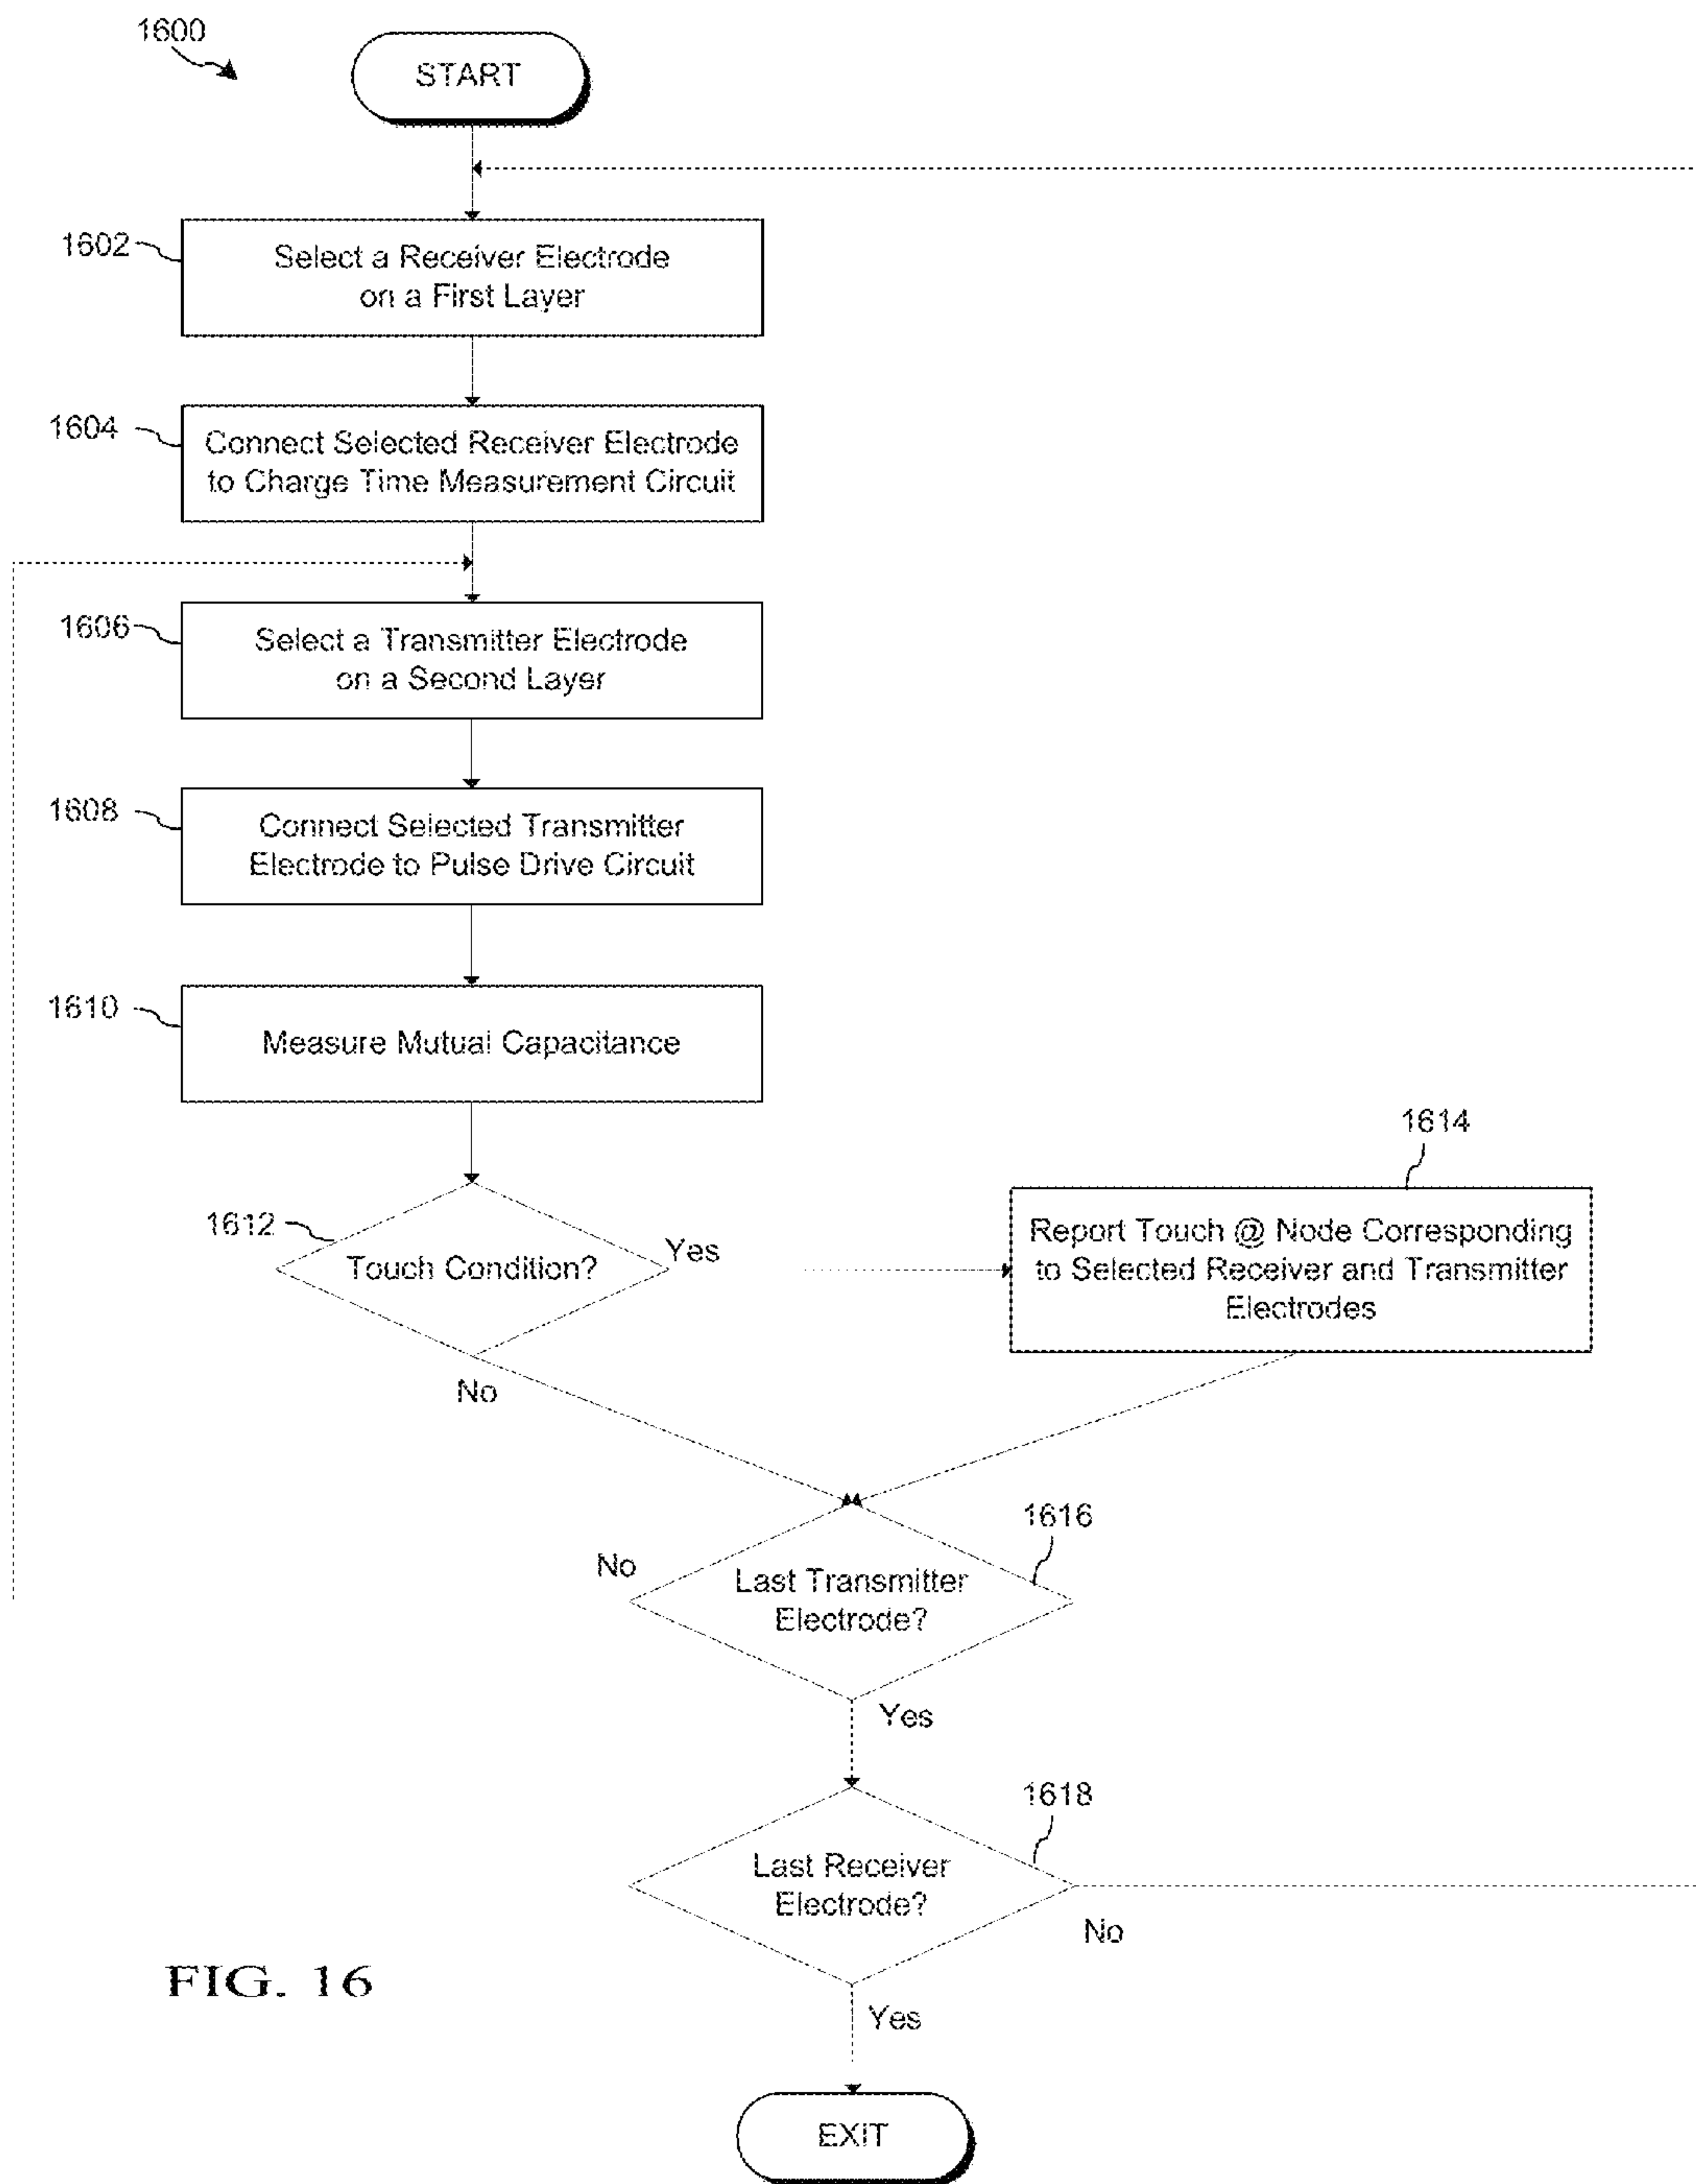 1600
START
1602
Select a Receiver Electrode
on a First Layer
1604
Connect Selected Receiver Electrode
to Charge Time Measurement Circuit
1606
Select a Transmitter Electrode
on a Second Layer
1608
Connect Selected Transmitter
Electrode to Pulse Drive Circuit
1610
Measure Mutual Capacitance
1612
Touch Condition?
Yes
No
1614
Report Touch @ Node Corresponding
to Selected Receiver and Transmitter
Electrodes
1616
No
Last Transmitter
Electrode?
Yes
1618
Last Receiver
Electrode?
No
Yes
EXIT
FIG. 16